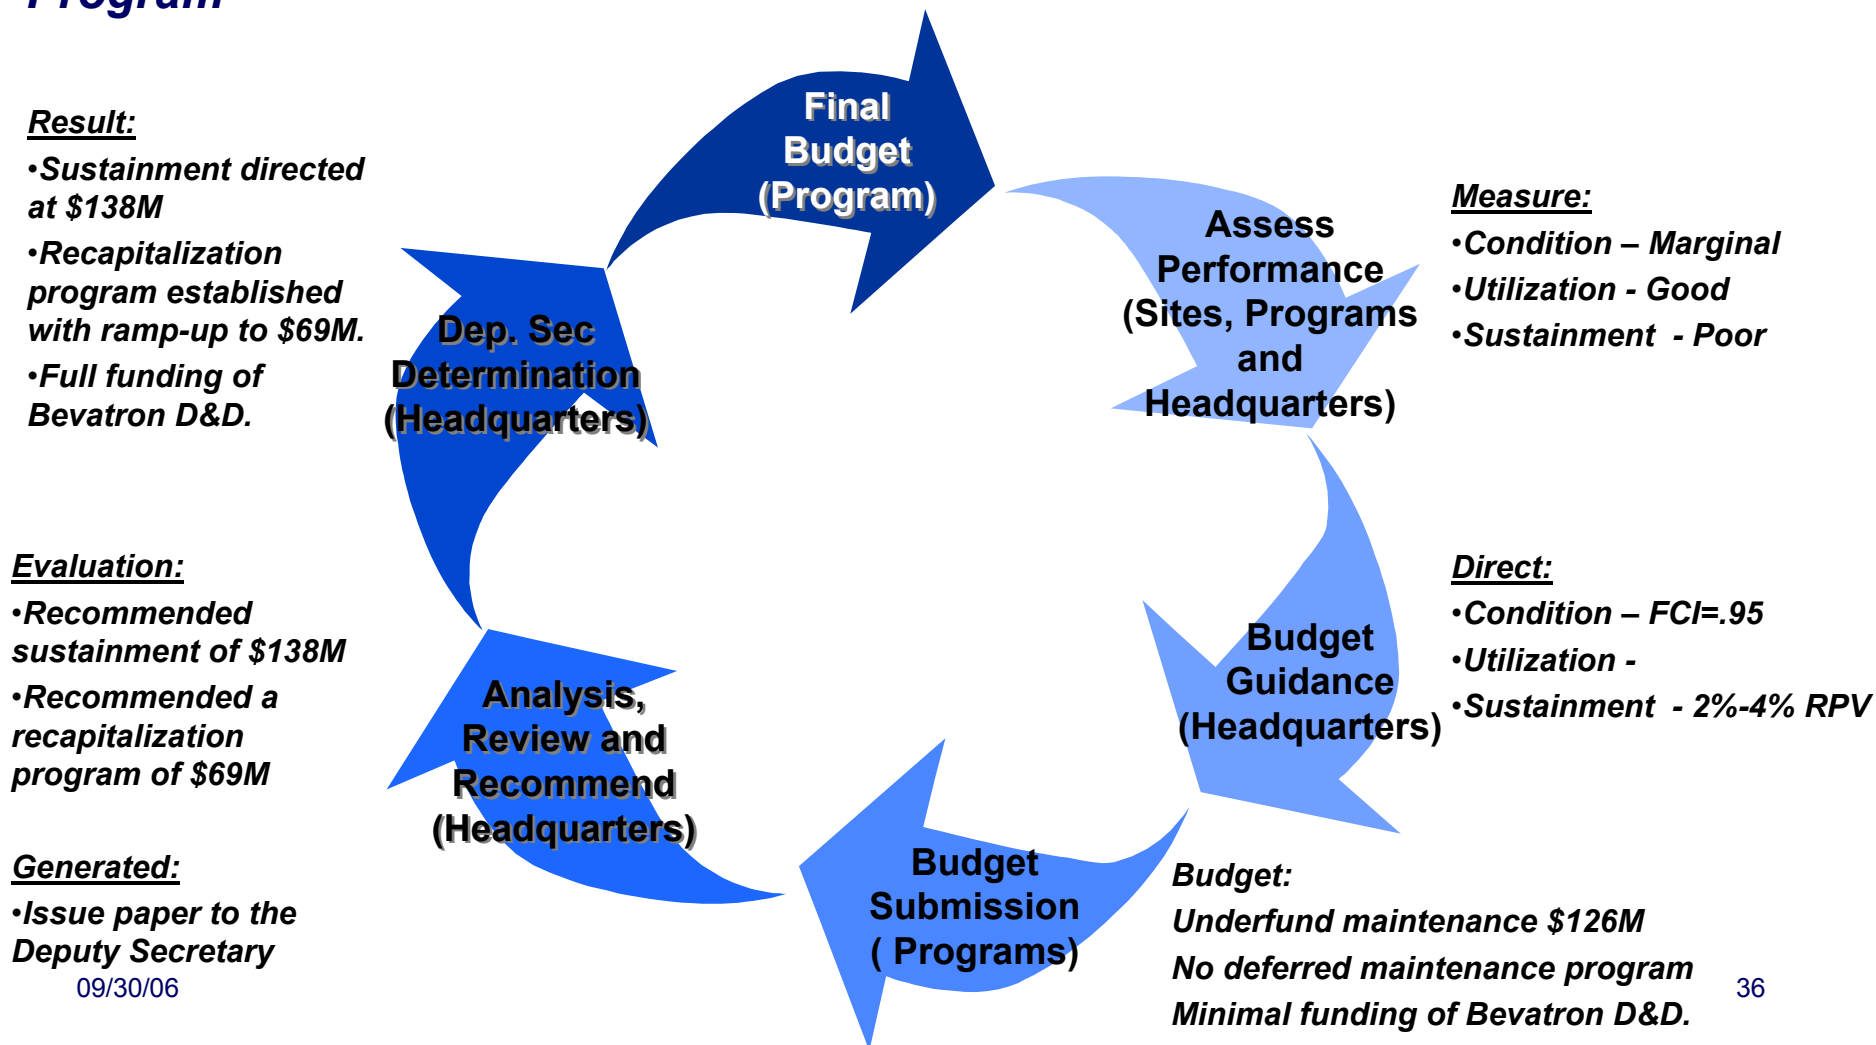 Program
Final
Budget
(Program)
Assess
Performance
(Sites, Programs
and
Headquarters)
Measure:
•Condition – Marginal
•Utilization - Good
•Sustainment - Poor
Budget
Guidance
(Headquarters)
Direct:
•Condition – FCI=.95
•Utilization -
•Sustainment - 2%-4% RPV
Budget
Submission
( Programs)
Budget:
Underfund maintenance $126M
No deferred maintenance program
Minimal funding of Bevatron D&D.
Analysis,
Review and
Recommend
(Headquarters)
Evaluation:
•Recommended
sustainment of $138M
•Recommended a
recapitalization
program of $69M
Generated:
•Issue paper to the
Deputy Secretary
Dep. Sec
Determination
(Headquarters)
Result:
•Sustainment directed
at $138M
•Recapitalization
program established
with ramp-up to $69M.
•Full funding of
Bevatron D&D.
09/30/06
36